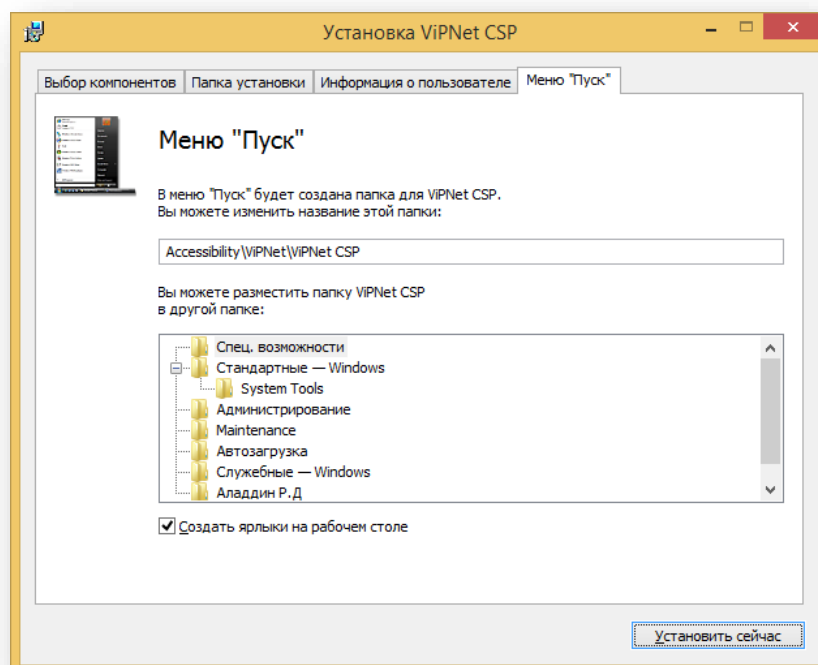 Установка ViPNet CSP
Выбор компонентов Папка установки Информация о пользователе Меню "Пуск"
Меню "Пуск"
В меню "Пуск" будет создана папка для ViPNet CSP.
Вы можете изменить название этой папки:
Accessibility\ViPNet\ViPNet CSP
Вы можете разместить папку ViPNet CSP
в другой папке:
Спец. возможности
Стандартные — Windows
System Tools
Администрирование
Maintenance
Автозагрузка
Служебные — Windows
Аладдин Р.Д
Создать ярлыки на рабочем столе
Установить сейчас